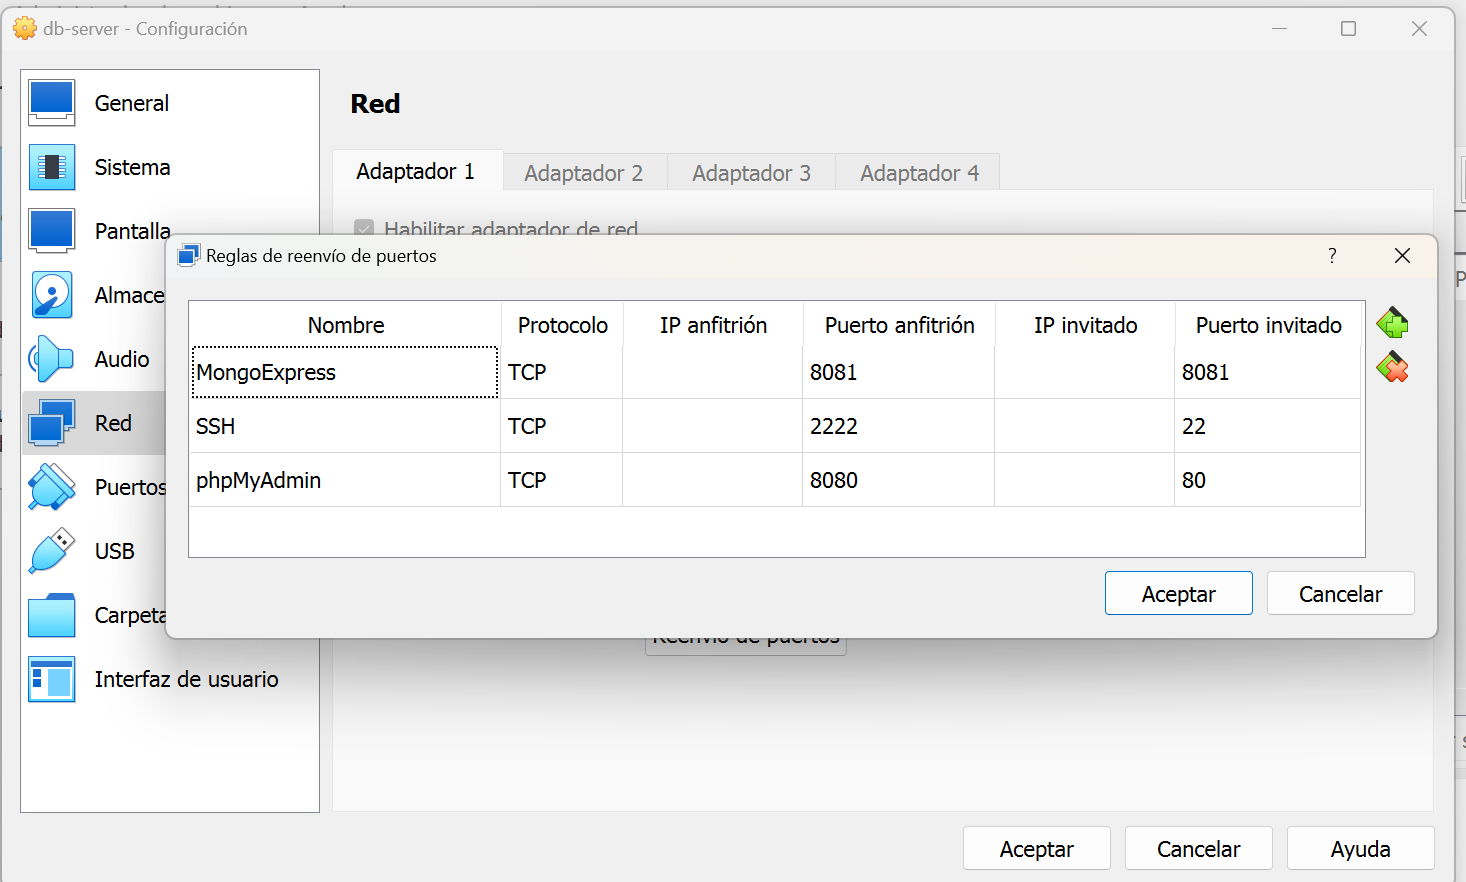 db-server - Configuración
General
Sistema
Pantalla
Almace
Audio
Red
Puertos
USB
Carpeta
Interfaz de usuario
Red
Adaptador 1 Adaptador 2 Adaptador 3 Adaptador 4
Habilitar adaptador de red
Reglas de reenvío de puertos ?
Nombre Protocolo IP anfitrión Puerto anfitrión IP invitado Puerto invitado
MongoExpress TCP 8081 8081
SSH TCP 2222 22
phpMyAdmin TCP 8080 80
Aceptar Cancelar
Reenvío de puertos
Aceptar Cancelar Ayuda